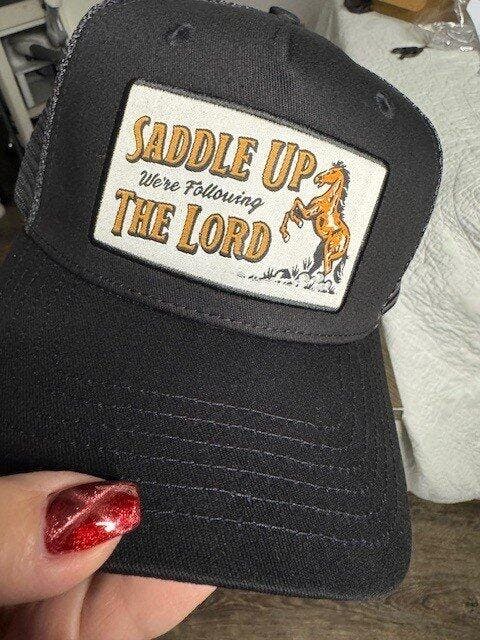 SADDLE UP
We're Following
THE LORD